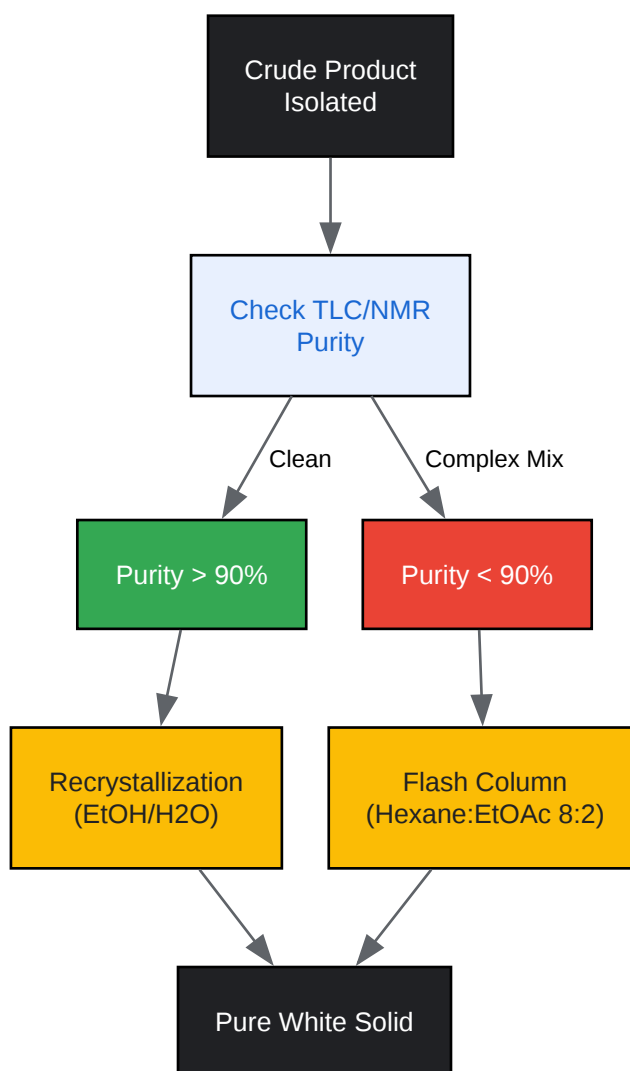 Crude Product
Isolated
Check TLC/NMR
Purity
Clean
Complex Mix
Purity > 90%
Purity < 90%
Recrystallization
(EtOH/H2O)
Flash Column
(Hexane:EtOAc 8:2)
Pure White Solid